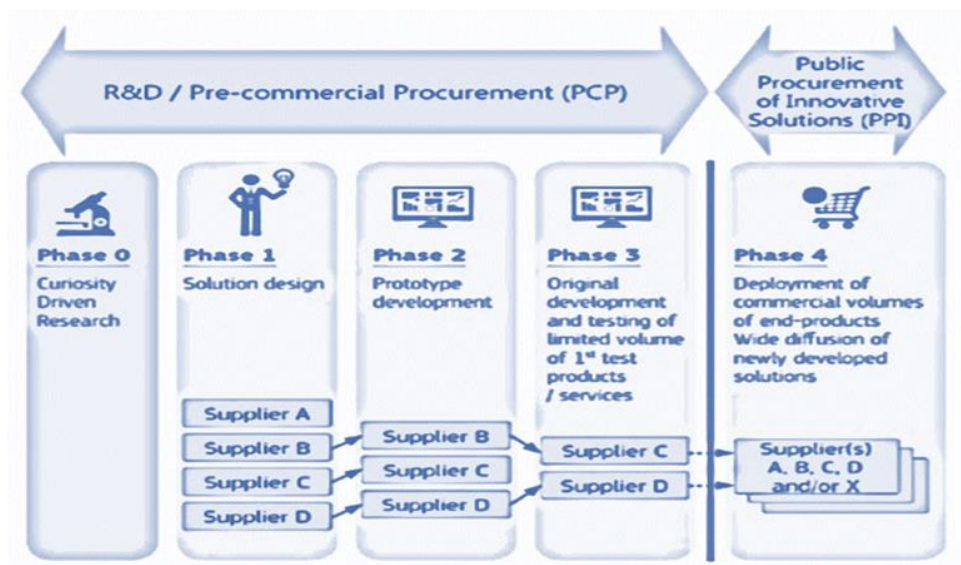 R&D / Pre-commercial Procurement (PCP)
Public
Procurement
of Innovative
Solutions (PPI)
Phase 0
Curiosity
Driven
Research
Phase 1
Solution design
Supplier A
Supplier B
Supplier C
Supplier D
Phase 2
Prototype
development
Supplier B
Supplier C
Supplier D
Phase 3
Original
development
and testing of
limited volume
of 1st test
products
/ services
Supplier C
Supplier D
Phase 4
Deployment of
commercial volumes
of end-products
Wide diffusion of
newly developed
solutions
Supplier(s)
A, B, C, D
and/or X